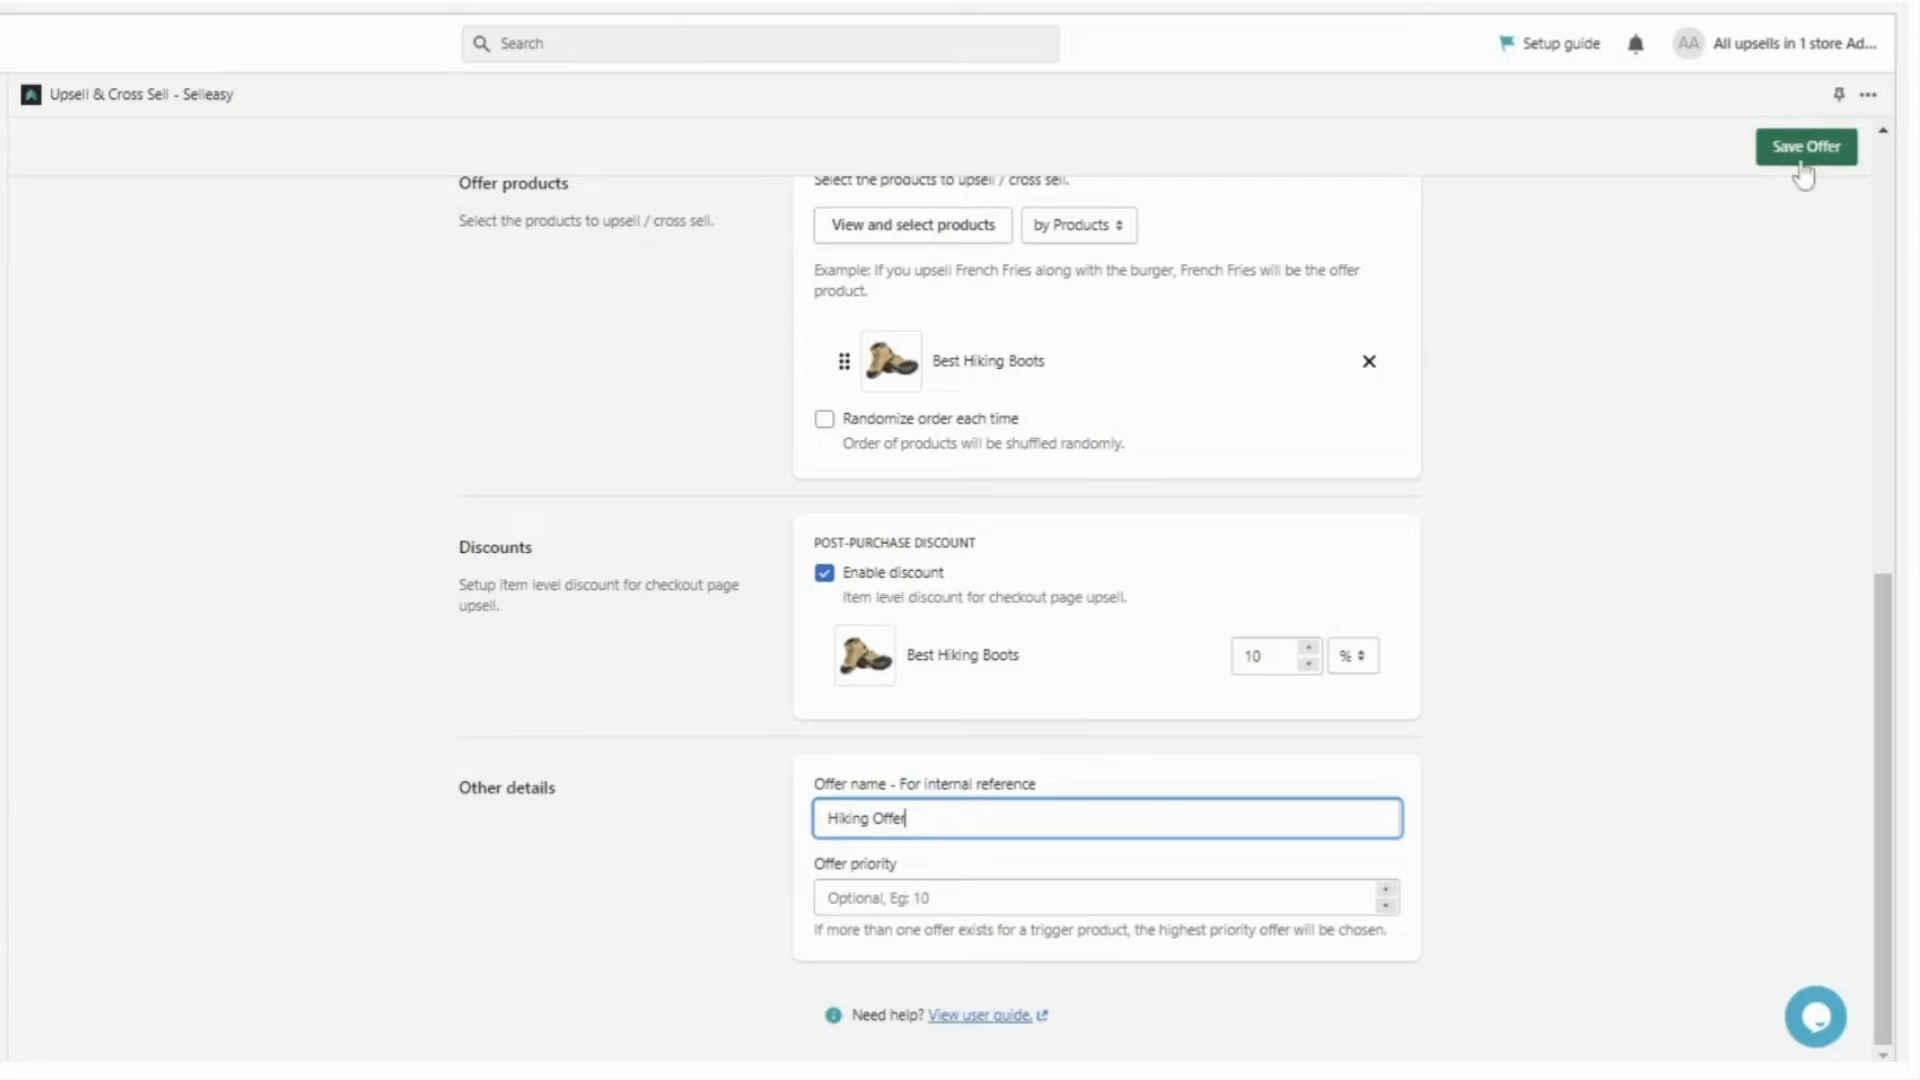 Search
Setup guide
AA
All upsells in 1 store Ad...
Upsell & Cross Sell - Selleasy
Save Offer
Offer products
Select the products to upsell / cross sell.
Select the products to upsell / cross sell.
View and select products
by Products
Example: If you upsell French Fries along with the burger, French Fries will be the offer
product.
Best Hiking Boots
Randomize order each time
Order of products will be shuffled randomly.
Discounts
Setup item level discount for checkout page
upsell.
POST-PURCHASE DISCOUNT
Enable discount
Item level discount for checkout page upsell.
Best Hiking Boots
10
%
Other details
Offer name - For internal reference
Hiking Offer
Offer priority
Optional, Eg: 10
If more than one offer exists for a trigger product, the highest priority offer will be chosen.
Need help? View user guide.